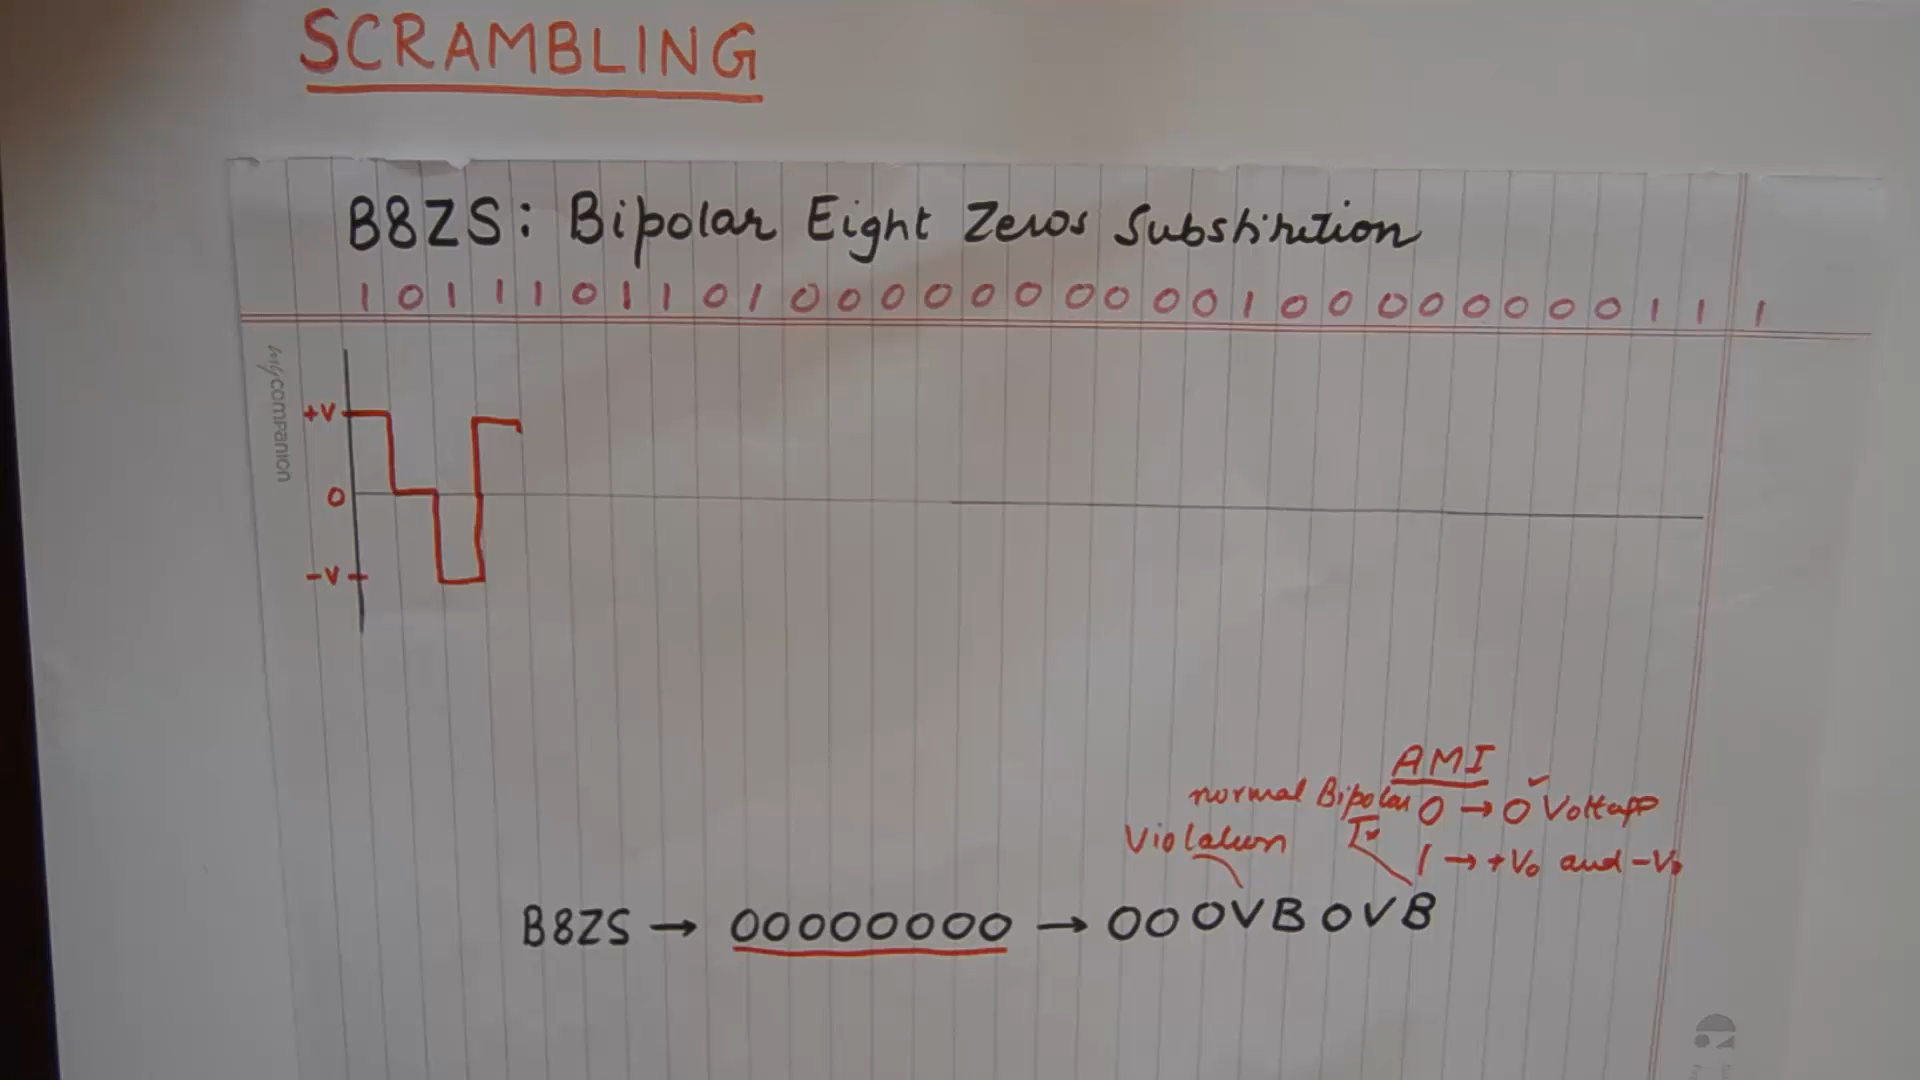 SCRAMBLING
B8ZS: Bipolar Eight Zeros Substitution
1 0 1 1 1 0 1 1 0 1 0 0 0 0 0 0 0 0 0 0 1 0 0 0 0 0 0 0 0 1 1 1
my companion
+V
0
-V
AMI
normal Bipolar 0 → 0 Voltage
Violation
1 → +V₀ and -V₀
B8ZS → 00000000 → 000VB0VB